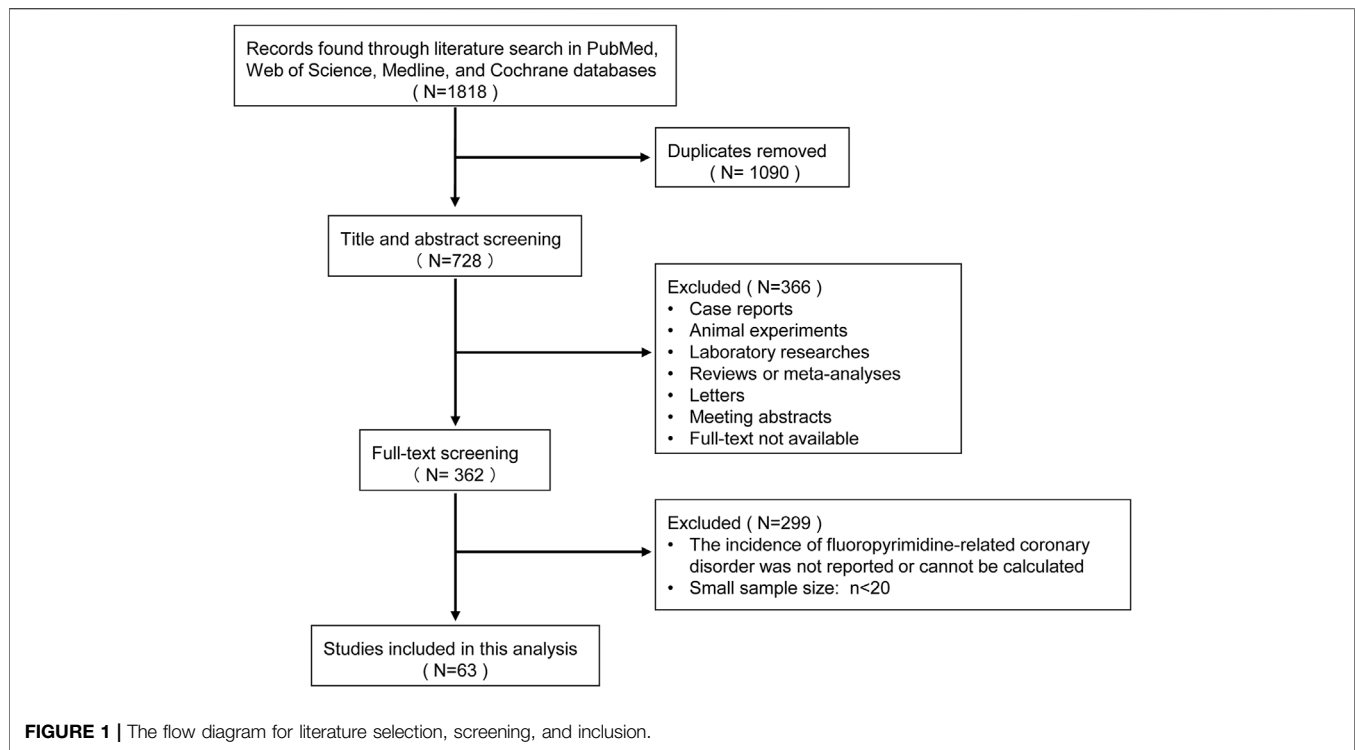 Records found through literature search in PubMed,
Web of Science, Medline, and Cochrane databases
( N=1818 )
Duplicates removed
( N= 1090 )
Title and abstract screening
( N=728 )
Excluded ( N=366 )
• Case reports
• Animal experiments
• Laboratory researches
• Reviews or meta-analyses
• Letters
• Meeting abstracts
• Full-text not available
Full-text screening
( N= 362 )
Excluded ( N=299 )
• The incidence of fluoropyrimidine-related coronary
disorder was not reported or cannot be calculated
• Small sample size: n<20
Studies included in this analysis
( N=63 )
FIGURE 1 | The flow diagram for literature selection, screening, and inclusion.